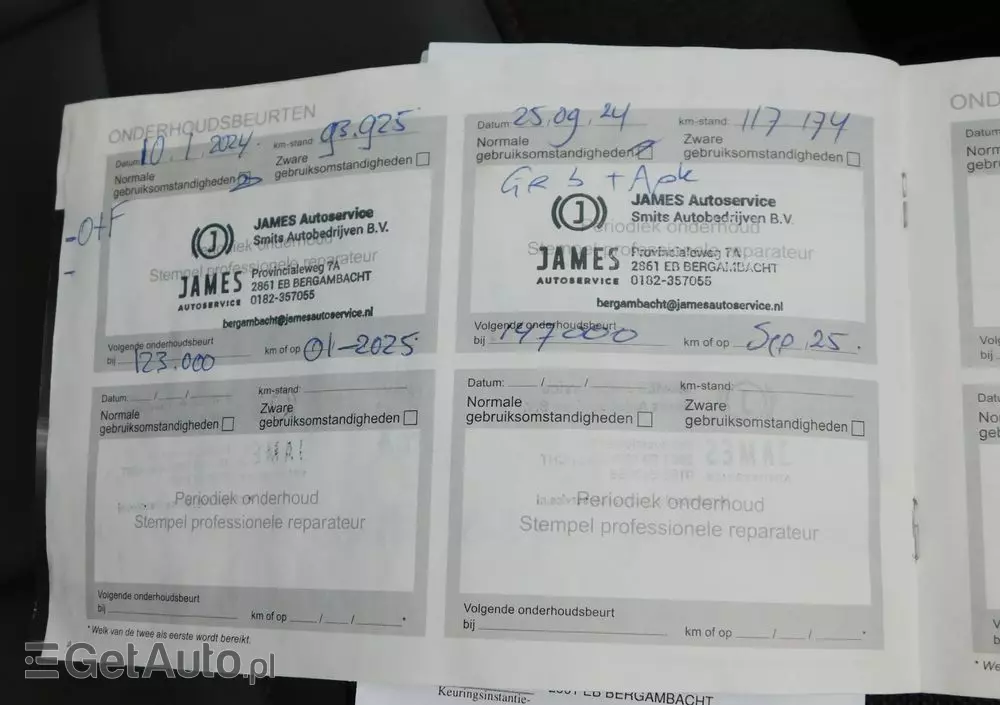 ONDERHOUDSBEURTEN
Datum: 10.1.2024. km-stand: 93.925
Normale
gebruiksomstandigheden
Zware
gebruiksomstandigheden
-O+F
JAMES Autoservice
Smits Autobedrijven B.V.
Periodiek onderhoud
Stempel professionele reparateur
JAMES
AUTOSERVICE
Provincialeweg 7A
2861 EB BERGAMBACHT
0182-357055
bergambacht@jamesautoservice.nl
Volgende onderhoudsbeurt
bij 123.000 km of op 01-2025
Datum: 25.09.24 km-stand: 117 174
Normale
gebruiksomstandigheden
Zware
gebruiksomstandigheden
Gr b + Apk
JAMES Autoservice
Smits Autobedrijven B.V.
Periodiek onderhoud
Stempel professionele reparateur
JAMES
AUTOSERVICE
Provincialeweg 7A
2861 EB BERGAMBACHT
0182-357055
bergambacht@jamesautoservice.nl
Volgende onderhoudsbeurt
bij 147000 km of op Sep 25.
Datum: / / km-stand:
Normale
gebruiksomstandigheden
Zware
gebruiksomstandigheden
Periodiek onderhoud
Stempel professionele reparateur
Volgende onderhoudsbeurt
bij km of op / / *
* Welk van de twee als eerste wordt bereikt.
Datum: / / km-stand:
Normale
gebruiksomstandigheden
Zware
gebruiksomstandigheden
Periodiek onderhoud
Stempel professionele reparateur
Volgende onderhoudsbeurt
bij km of op / / *
GetAuto.pl
Keuringsinstantie-
2861 EB BERGAMBACHT